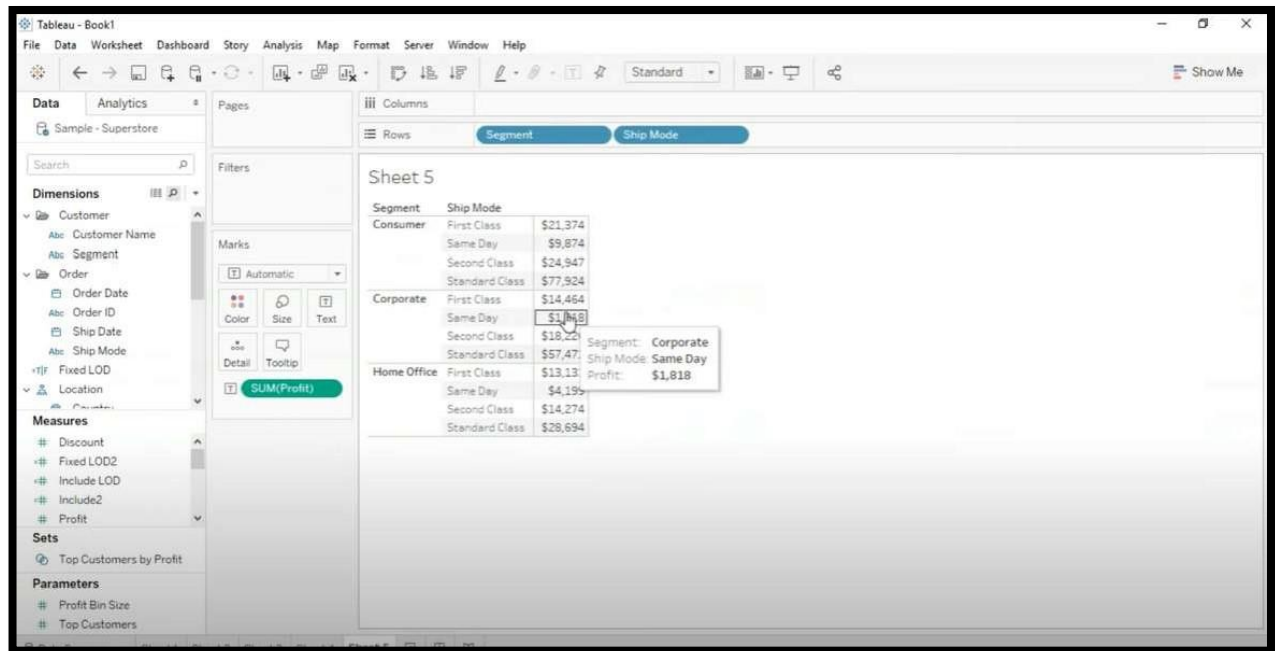 Tableau - Book1
File Data Worksheet Dashboard Story Analysis Map Format Server Window Help
Standard
Show Me
Data Analytics
Sample - Superstore
Search
Dimensions
Customer
Abc Customer Name
Abc Segment
Order
Order Date
Abc Order ID
Ship Date
Abc Ship Mode
Fixed LOD
Location
Measures
# Discount
=# Fixed LOD2
=# Include LOD
=# Include2
# Profit
Sets
Top Customers by Profit
Parameters
# Profit Bin Size
# Top Customers
Pages
Filters
Marks
Automatic
Color Size Text
Detail Tooltip
SUM(Profit)
Columns
Rows Segment Ship Mode
Sheet 5
Segment Ship Mode
Consumer First Class $21,374
Same Day $9,874
Second Class $24,947
Standard Class $77,924
Corporate First Class $14,464
Same Day
Second Class
Standard Class
Home Office First Class
Same Day $4,195
Second Class $14,274
Standard Class $28,694
Segment: Corporate
Ship Mode: Same Day
Profit: $1,818
Sheet 5